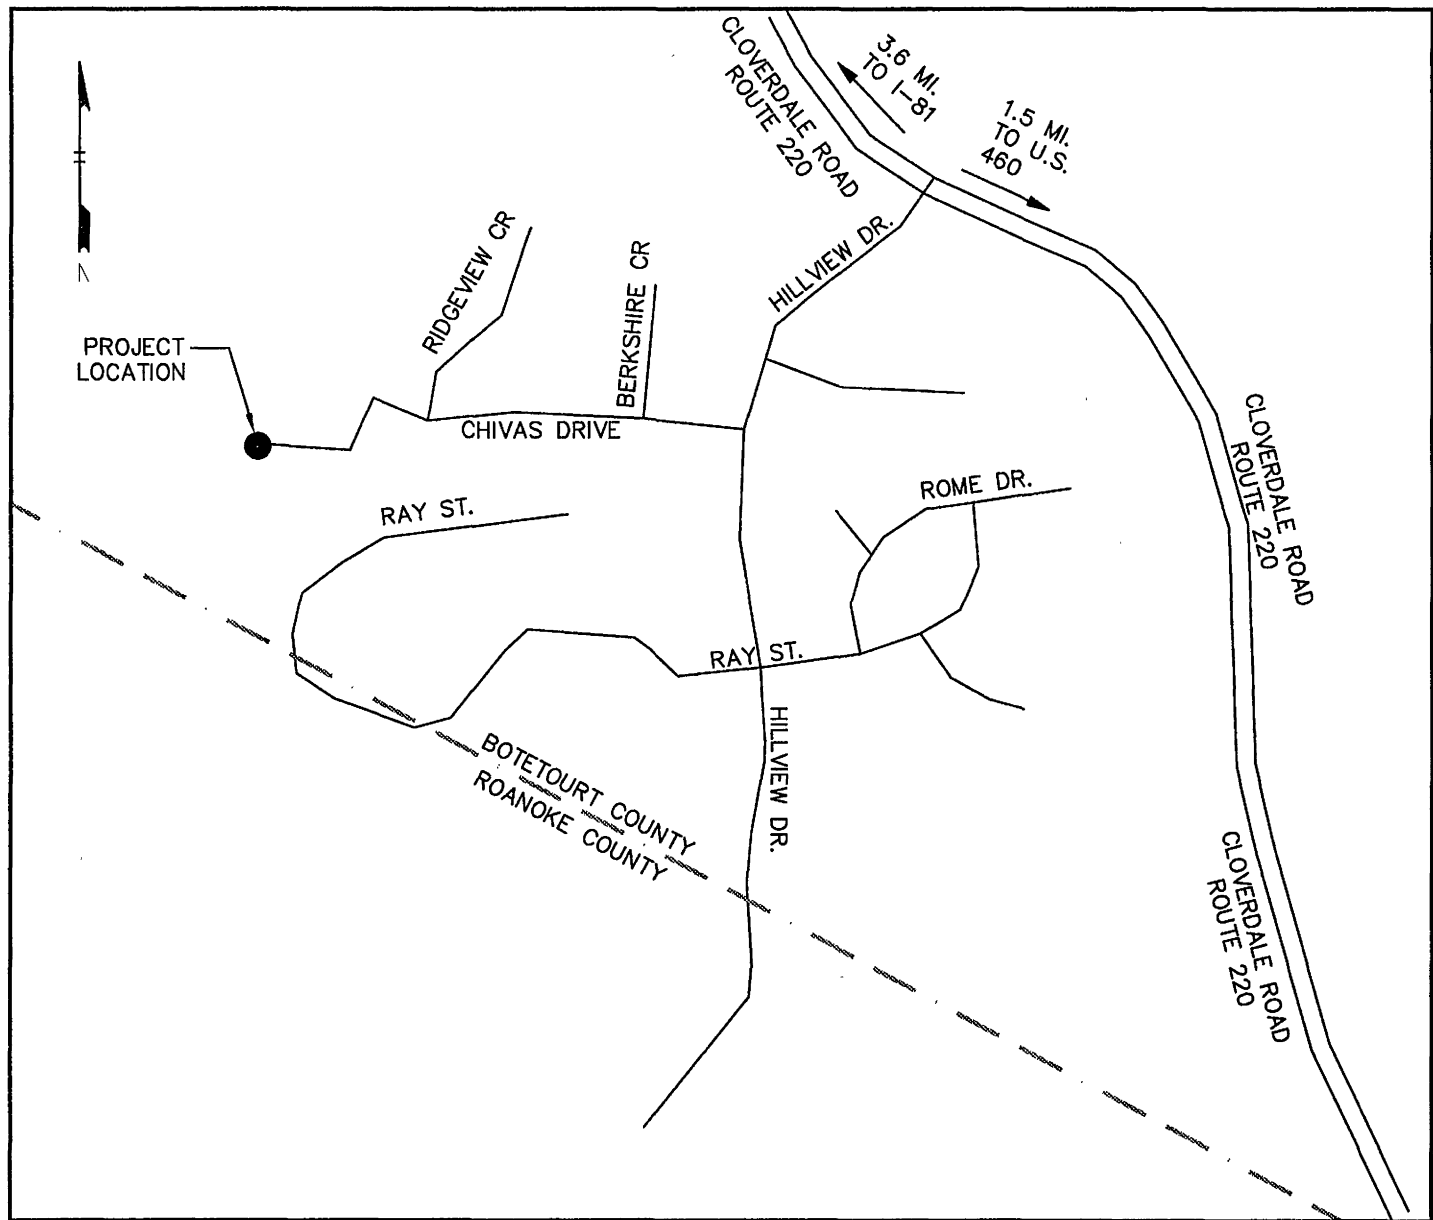 CLOVERDALE ROAD
ROUTE 220
3.6 MI.
TO I-81
1.5 MI.
TO U.S.
460
N
RIDGEVIEW CR
BERKSHIRE CR
HILLVIEW DR.
PROJECT
LOCATION
CHIVAS DRIVE
CLOVERDALE ROAD
ROUTE 220
RAY ST.
ROME DR.
RAY ST.
HILLVIEW DR.
BOTETOURT COUNTY
ROANOKE COUNTY
CLOVERDALE ROAD
ROUTE 220